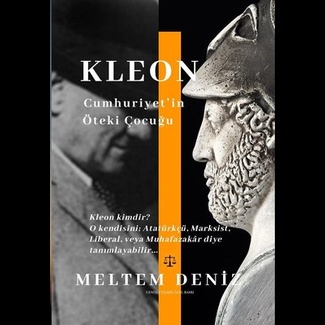 KLEON
Cumhuriyet'in
Öteki Çocuğu
Kleon kimdir?
O kendisini: Atatürkçü, Marksist,
Liberal, veya Muhafazakâr diye
tanımlayabilir...
MELTEM DENİZ